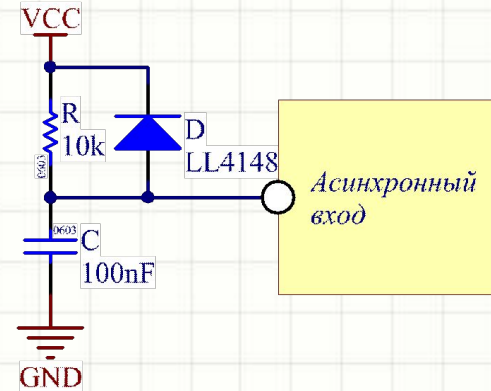 VCC
R
10k
0603
D
LL4148
Асинхронный
вход
0603
C
100nF
GND